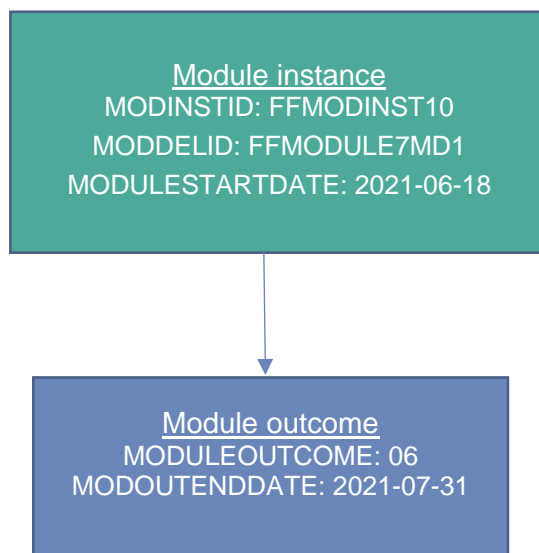 Module instance
MODINSTID: FFMODINST10
MODDELID: FFMODULE7MD1
MODULESTARTDATE: 2021-06-18
Module outcome
MODULEOUTCOME: 06
MODOUTENDDATE: 2021-07-31